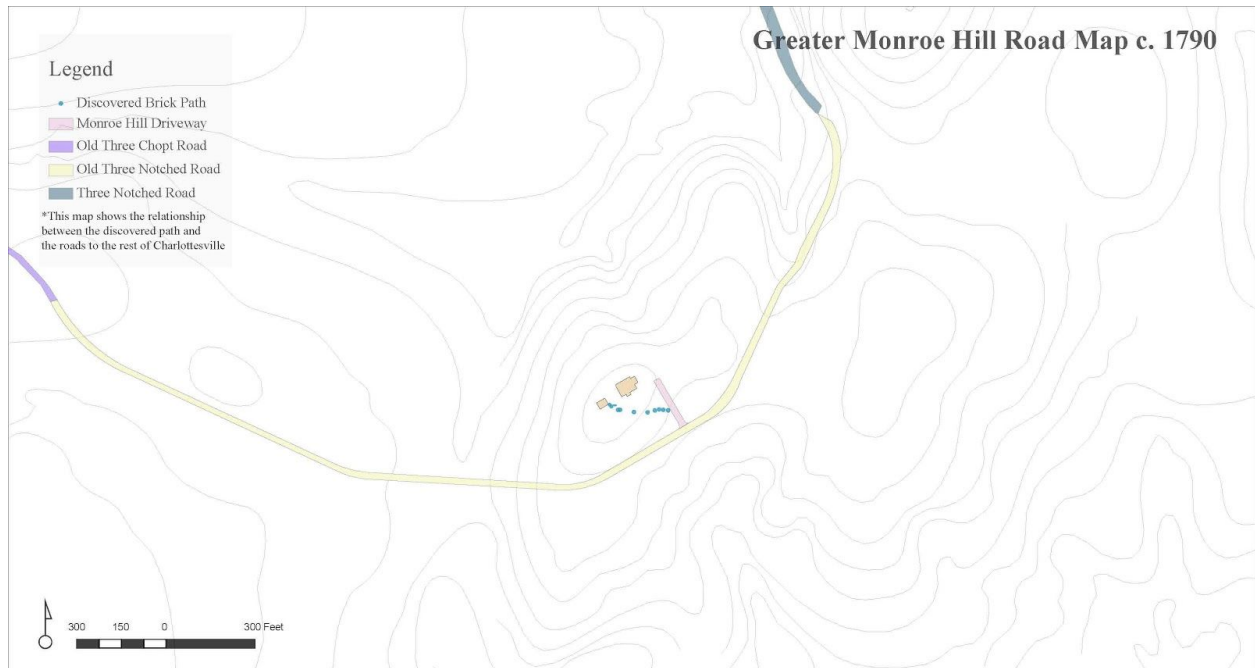 Greater Monroe Hill Road Map c. 1790
Legend
Discovered Brick Path
Monroe Hill Driveway
Old Three Chopt Road
Old Three Notched Road
Three Notched Road
*This map shows the relationship
between the discovered path and
the roads to the rest of Charlottesville
300 150 0 300 Feet